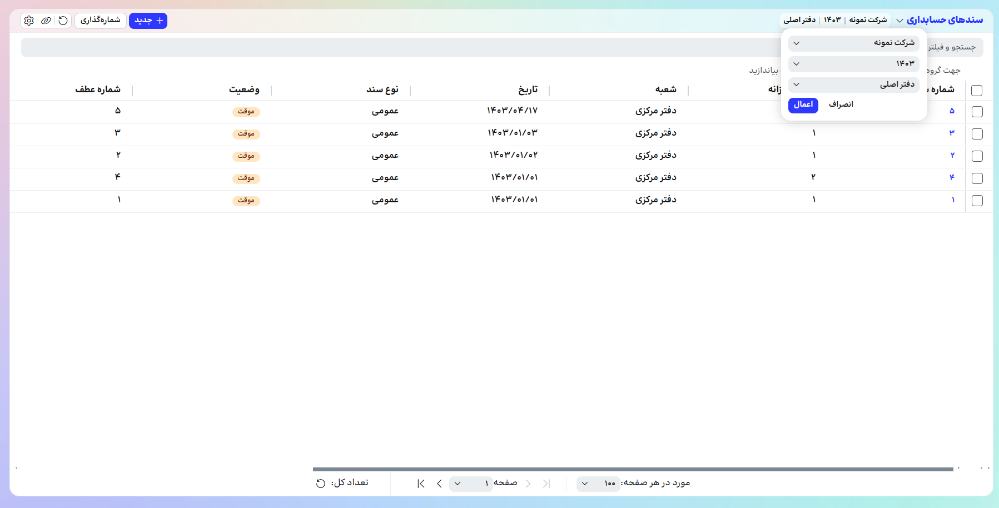 سندهای حسابداری شرکت نمونه | ۱۴۰۳ | دفتر اصلی جدید شماره‌گذاری
جستجو و فیلتر
شرکت نمونه
۱۴۰۳
دفتر اصلی
انصراف اعمال
جهت بیاندازید
شماره شعبه تاریخ نوع سند وضعیت شماره عطف
۵ دفتر مرکزی ۱۴۰۳/۰۴/۱۷ عمومی موقت ۵
۳ ۱ دفتر مرکزی ۱۴۰۳/۰۱/۰۳ عمومی موقت ۳
۲ ۱ دفتر مرکزی ۱۴۰۳/۰۱/۰۲ عمومی موقت ۲
۴ ۲ دفتر مرکزی ۱۴۰۳/۰۱/۰۱ عمومی موقت ۴
۱ ۱ دفتر مرکزی ۱۴۰۳/۰۱/۰۱ عمومی موقت ۱
مورد در هر صفحه: ۱۰۰ صفحه ۱ تعداد کل: